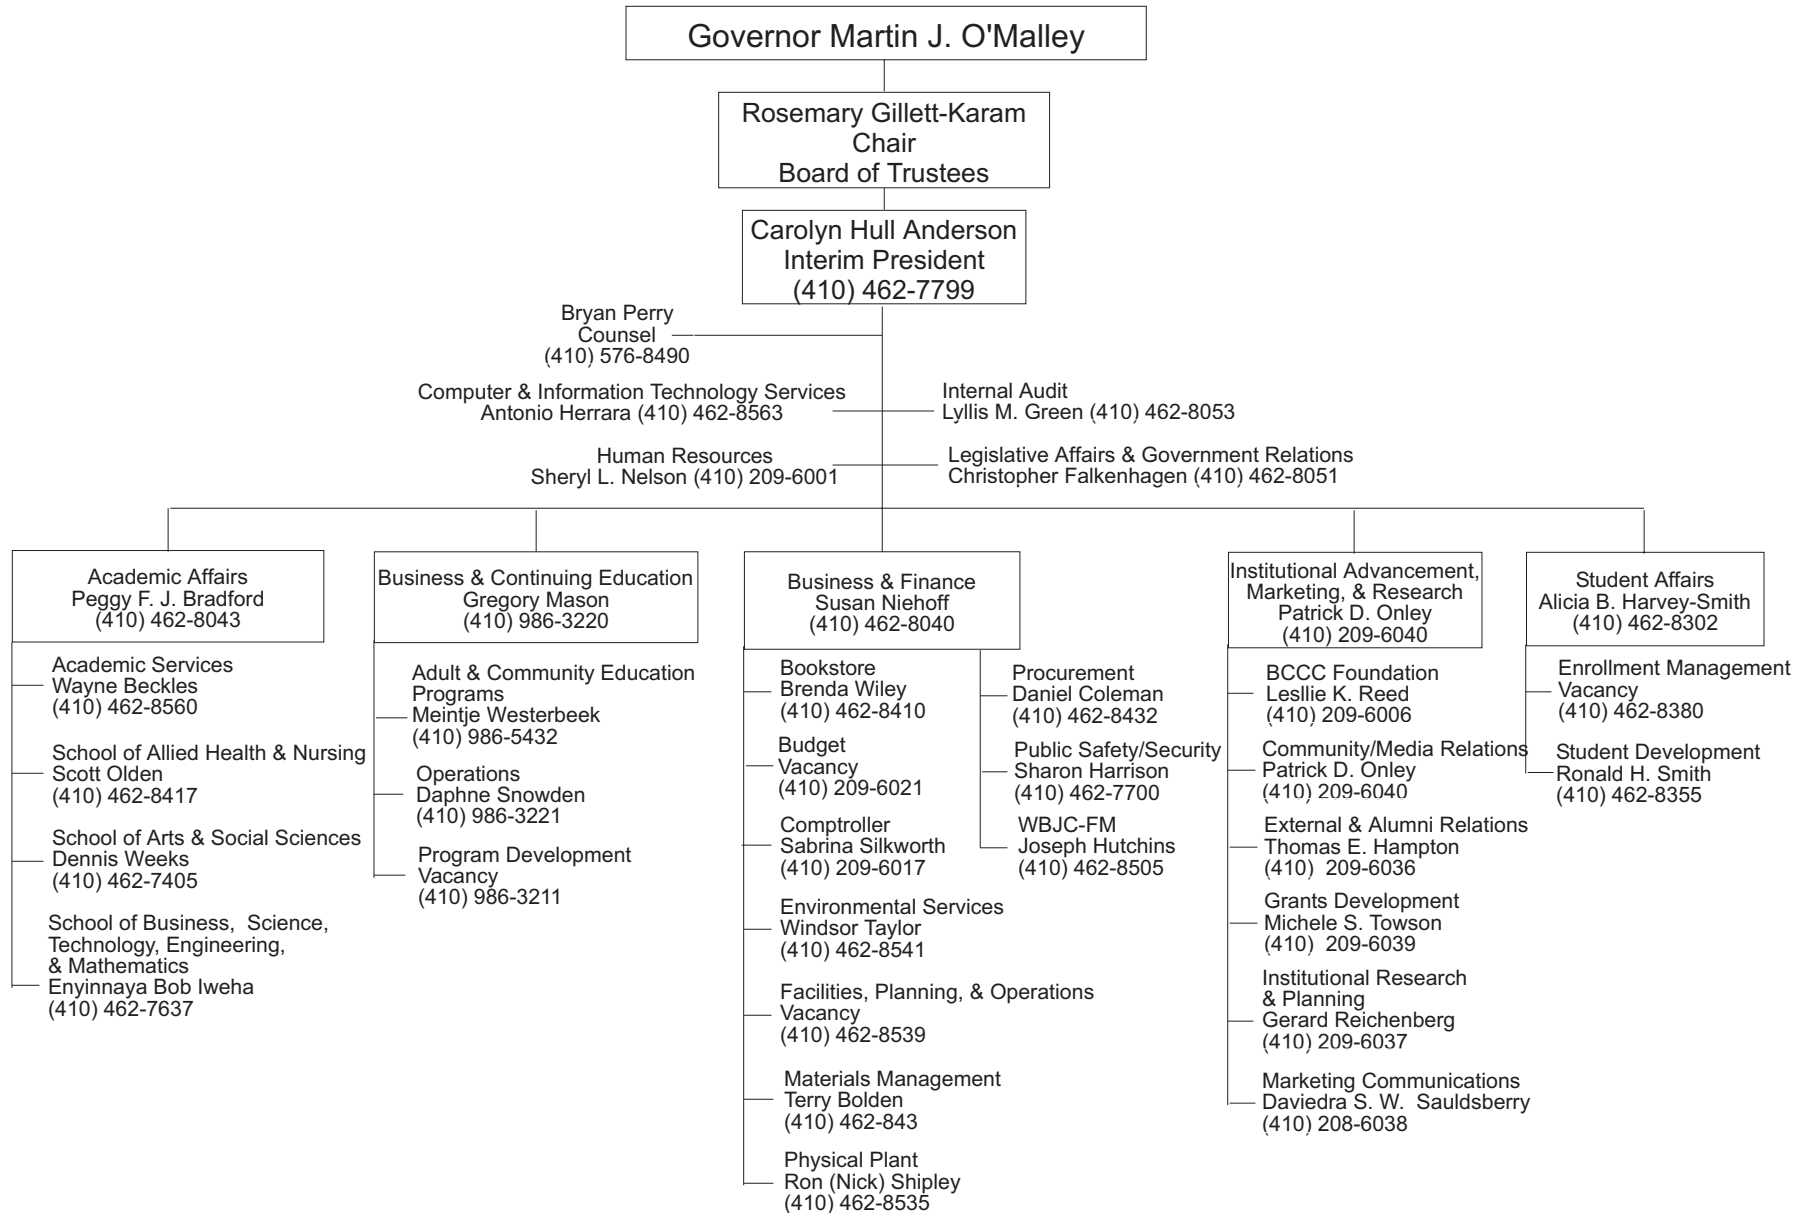 Governor Martin J. O'Malley
Rosemary Gillett-Karam
Chair
Board of Trustees
Carolyn Hull Anderson
Interim President
(410) 462-7799
Bryan Perry
Counsel
(410) 576-8490
Computer & Information Technology Services
Antonio Herrara (410) 462-8563
Internal Audit
Lyllis M. Green (410) 462-8053
Human Resources
Sheryl L. Nelson (410) 209-6001
Legislative Affairs & Government Relations
Christopher Falkenhagen (410) 462-8051
Academic Affairs
Peggy F. J. Bradford
(410) 462-8043
Academic Services
Wayne Beckles
(410) 462-8560
School of Allied Health & Nursing
Scott Olden
(410) 462-8417
School of Arts & Social Sciences
Dennis Weeks
(410) 462-7405
School of Business, Science,
Technology, Engineering,
& Mathematics
Enyinnaya Bob Iweha
(410) 462-7637
Business & Continuing Education
Gregory Mason
(410) 986-3220
Adult & Community Education
Programs
Meintje Westerbeek
(410) 986-5432
Operations
Daphne Snowden
(410) 986-3221
Program Development
Vacancy
(410) 986-3211
Business & Finance
Susan Niehoff
(410) 462-8040
Bookstore
Brenda Wiley
(410) 462-8410
Budget
Vacancy
(410) 209-6021
Comptroller
Sabrina Silkworth
(410) 209-6017
Environmental Services
Windsor Taylor
(410) 462-8541
Facilities, Planning, & Operations
Vacancy
(410) 462-8539
Materials Management
Terry Bolden
(410) 462-843
Physical Plant
Ron (Nick) Shipley
(410) 462-8535
Procurement
Daniel Coleman
(410) 462-8432
Public Safety/Security
Sharon Harrison
(410) 462-7700
WBJC-FM
Joseph Hutchins
(410) 462-8505
Institutional Advancement,
Marketing, & Research
Patrick D. Onley
(410) 209-6040
BCCC Foundation
Lesllie K. Reed
(410) 209-6006
Community/Media Relations
Patrick D. Onley
(410) 209-6040
External & Alumni Relations
Thomas E. Hampton
(410) 209-6036
Grants Development
Michele S. Towson
(410) 209-6039
Institutional Research
& Planning
Gerard Reichenberg
(410) 209-6037
Marketing Communications
Daviedra S. W. Sauldsberry
(410) 208-6038
Student Affairs
Alicia B. Harvey-Smith
(410) 462-8302
Enrollment Management
Vacancy
(410) 462-8380
Student Development
Ronald H. Smith
(410) 462-8355